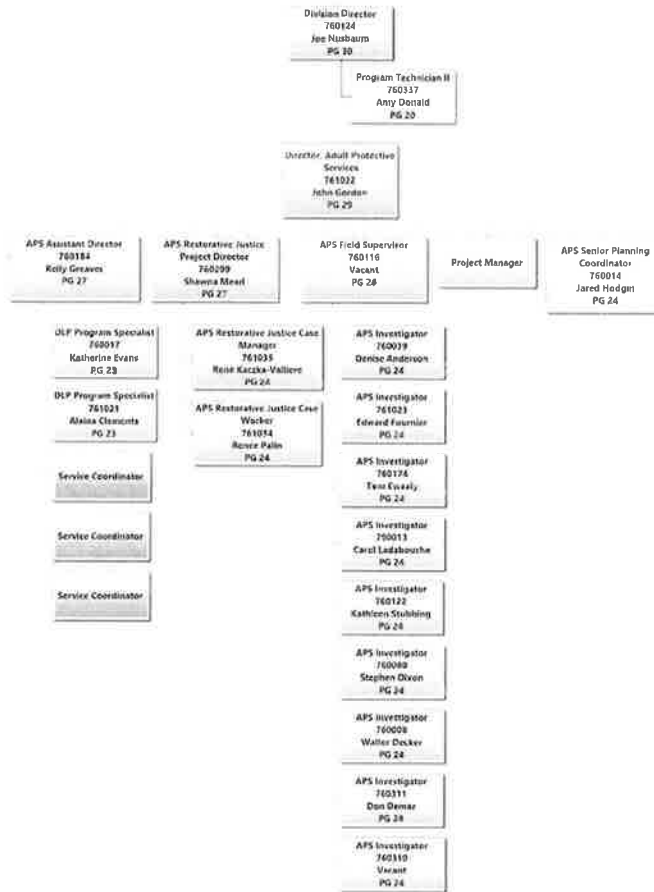 Division Director
760124
Joe Nusbaum
PG 30
Program Technician II
760337
Amy Donald
PG 20
Director, Adult Protective
Services
761022
John Gordon
PG 29
APS Assistant Director
760184
Kelly Greaves
PG 27
APS Restorative Justice
Project Director
760209
Shawna Mead
PG 27
APS Field Supervisor
760116
Vacant
PG 26
Project Manager
APS Senior Planning
Coordinator
760014
Jared Hodgin
PG 24
DLP Program Specialist
760017
Katherine Evans
PG 23
DLP Program Specialist
761021
Alaina Clements
PG 23
Service Coordinator
Service Coordinator
Service Coordinator
APS Restorative Justice Case
Manager
761035
René Kaczka-Valliere
PG 24
APS Restorative Justice Case
Worker
761034
Renee Palin
PG 24
APS Investigator
760039
Denise Anderson
PG 24
APS Investigator
761023
Edward Fournier
PG 24
APS Investigator
760174
PG 24
APS Investigator
760013
Carol Ladabouche
PG 24
APS Investigator
760122
Kathleen Stubbing
PG 24
APS Investigator
760080
Stephen Dixon
PG 24
APS Investigator
760008
Walter Decker
PG 24
APS Investigator
760311
Don Demar
PG 24
APS Investigator
760310
Vacant
PG 24